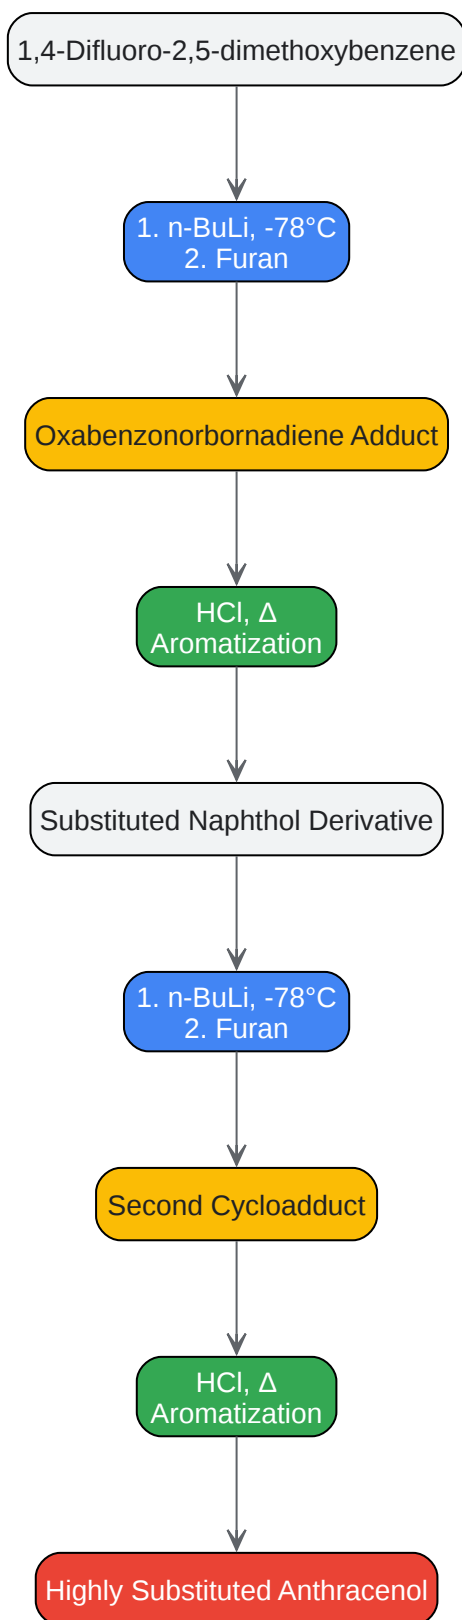 1,4-Difluoro-2,5-dimethoxybenzene
1. n-BuLi, -78°C
2. Furan
Oxabenzonorbornadiene Adduct
HCl, Δ
Aromatization
Substituted Naphthol Derivative
1. n-BuLi, -78°C
2. Furan
Second Cycloadduct
HCl, Δ
Aromatization
Highly Substituted Anthracenol